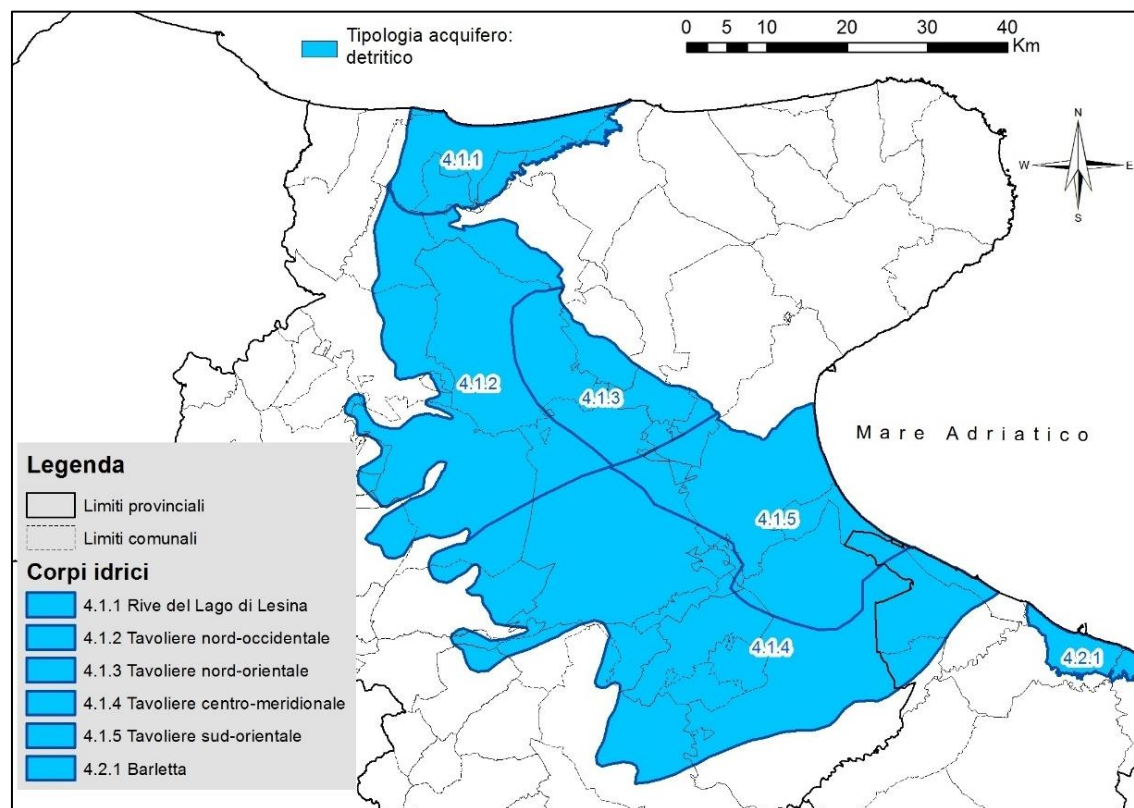 Tipologia acquifero:
detritico
0 5 10 20 30 40
Km
N
W E
S
4.1.1
4.1.2
4.1.3
Mare Adriatico
4.1.5
4.1.4
4.2.1
Legenda
Limiti provinciali
Limiti comunali
Corpi idrici
4.1.1 Rive del Lago di Lesina
4.1.2 Tavoliere nord-occidentale
4.1.3 Tavoliere nord-orientale
4.1.4 Tavoliere centro-meridionale
4.1.5 Tavoliere sud-orientale
4.2.1 Barletta